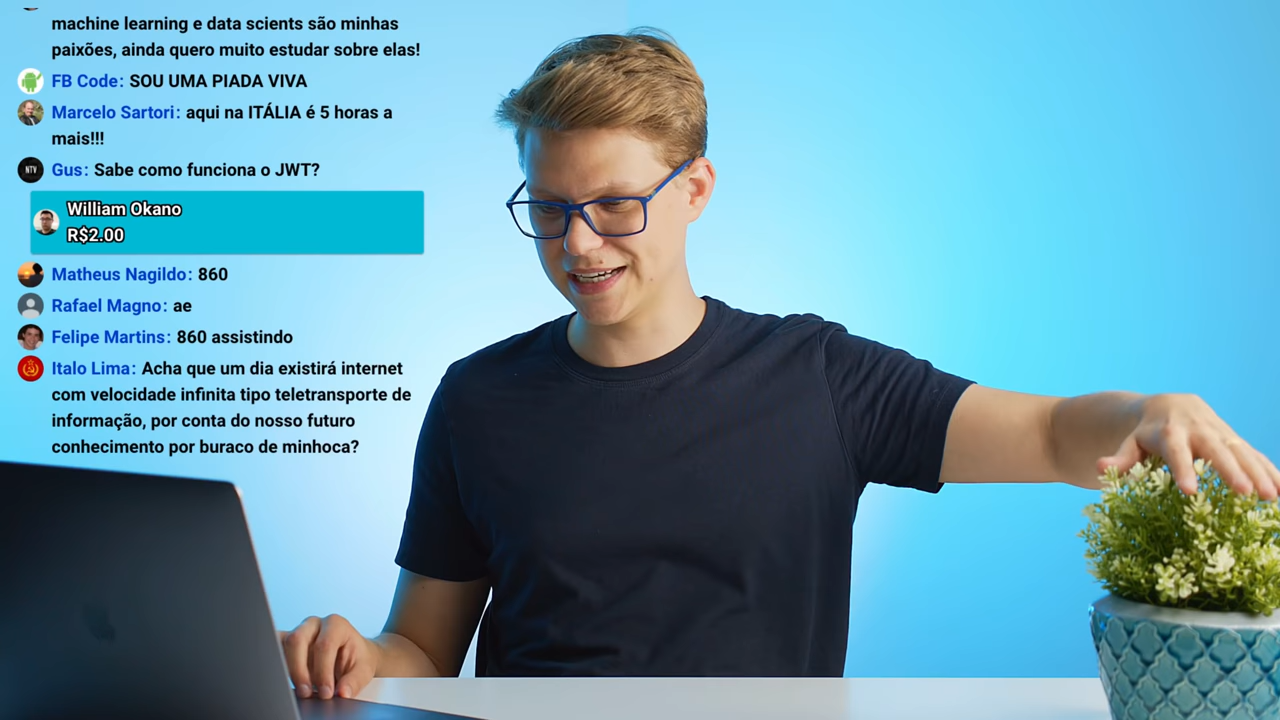 machine learning e data scients são minhas
paixões, ainda quero muito estudar sobre elas!
FB Code: SOU UMA PIADA VIVA
Marcelo Sartori: aqui na ITÁLIA é 5 horas a
mais!!!
NTV Gus: Sabe como funciona o JWT?
William Okano
R$2.00
Matheus Nagildo: 860
Rafael Magno: ae
Felipe Martins: 860 assistindo
Italo Lima: Acha que um dia existirá internet
com velocidade infinita tipo teletransporte de
informação, por conta do nosso futuro
conhecimento por buraco de minhoca?